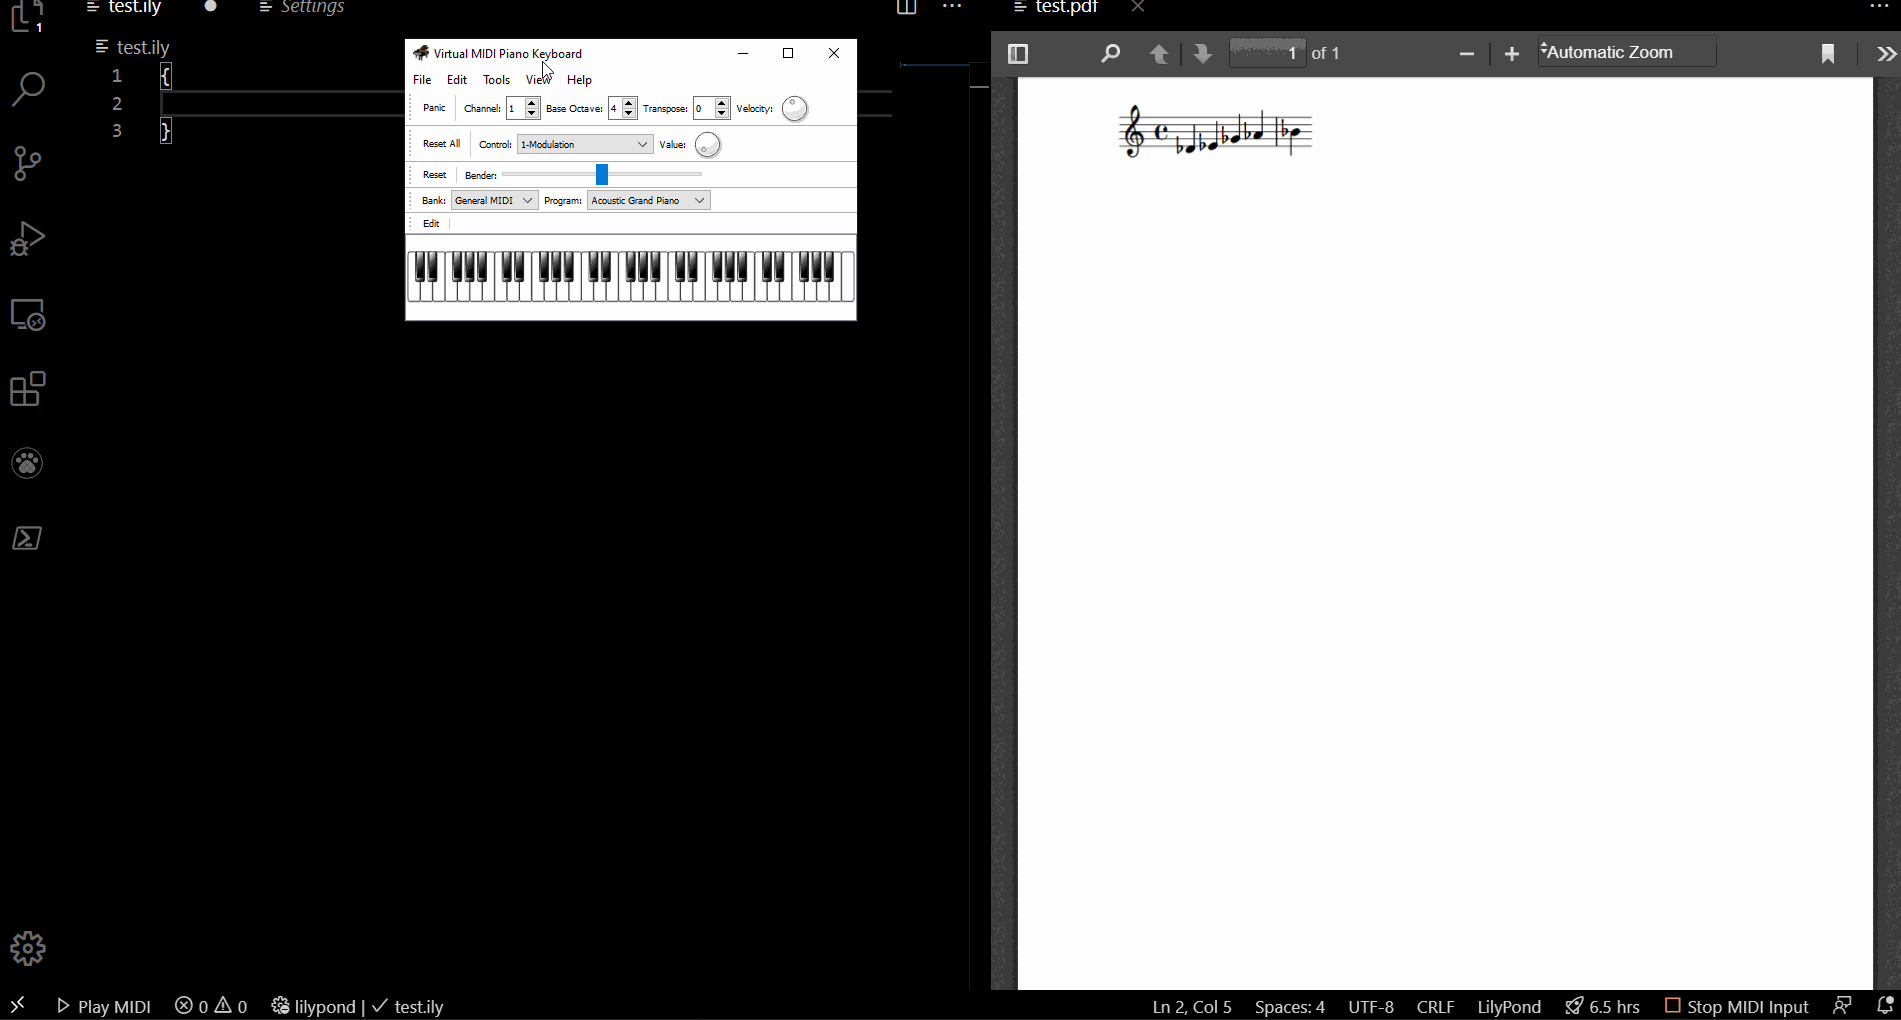 test.ily
Settings
test.pdf
1
test.ily
1 {
2
3 }
Virtual MIDI Piano Keyboard
File Edit Tools View Help
Panic Channel: 1 Base Octave: 4 Transpose: 0 Velocity:
Reset All Control: 1-Modulation Value:
Reset Bender:
Bank: General MIDI Program: Acoustic Grand Piano
Edit
1 of 1
Automatic Zoom
Play MIDI 0 0 lilypond | test.ily
Ln 2, Col 5 Spaces: 4 UTF-8 CRLF LilyPond 6.5 hrs Stop MIDI Input